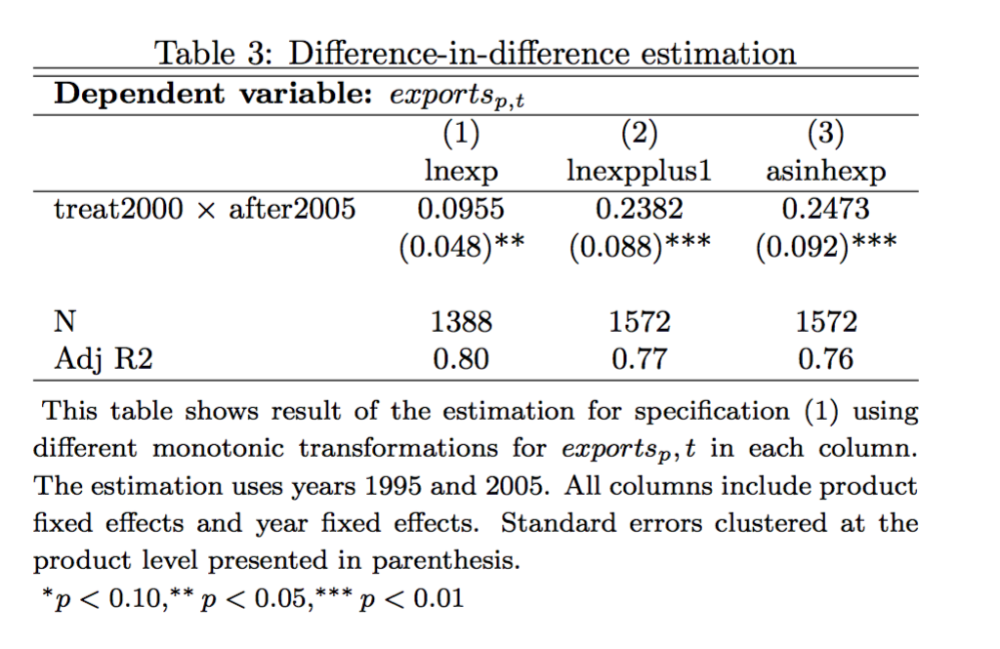 Table 3: Difference-in-difference estimation
Dependent variable: exportsp,t
(1) (2) (3)
lnexp lnexpplus1 asinhexp
treat2000 × after2005 0.0955 0.2382 0.2473
(0.048)** (0.088)*** (0.092)***
N 1388 1572 1572
Adj R2 0.80 0.77 0.76
This table shows result of the estimation for specification (1) using
different monotonic transformations for exportsp,t in each column.
The estimation uses years 1995 and 2005. All columns include product
fixed effects and year fixed effects. Standard errors clustered at the
product level presented in parenthesis.
*p < 0.10,** p < 0.05,*** p < 0.01